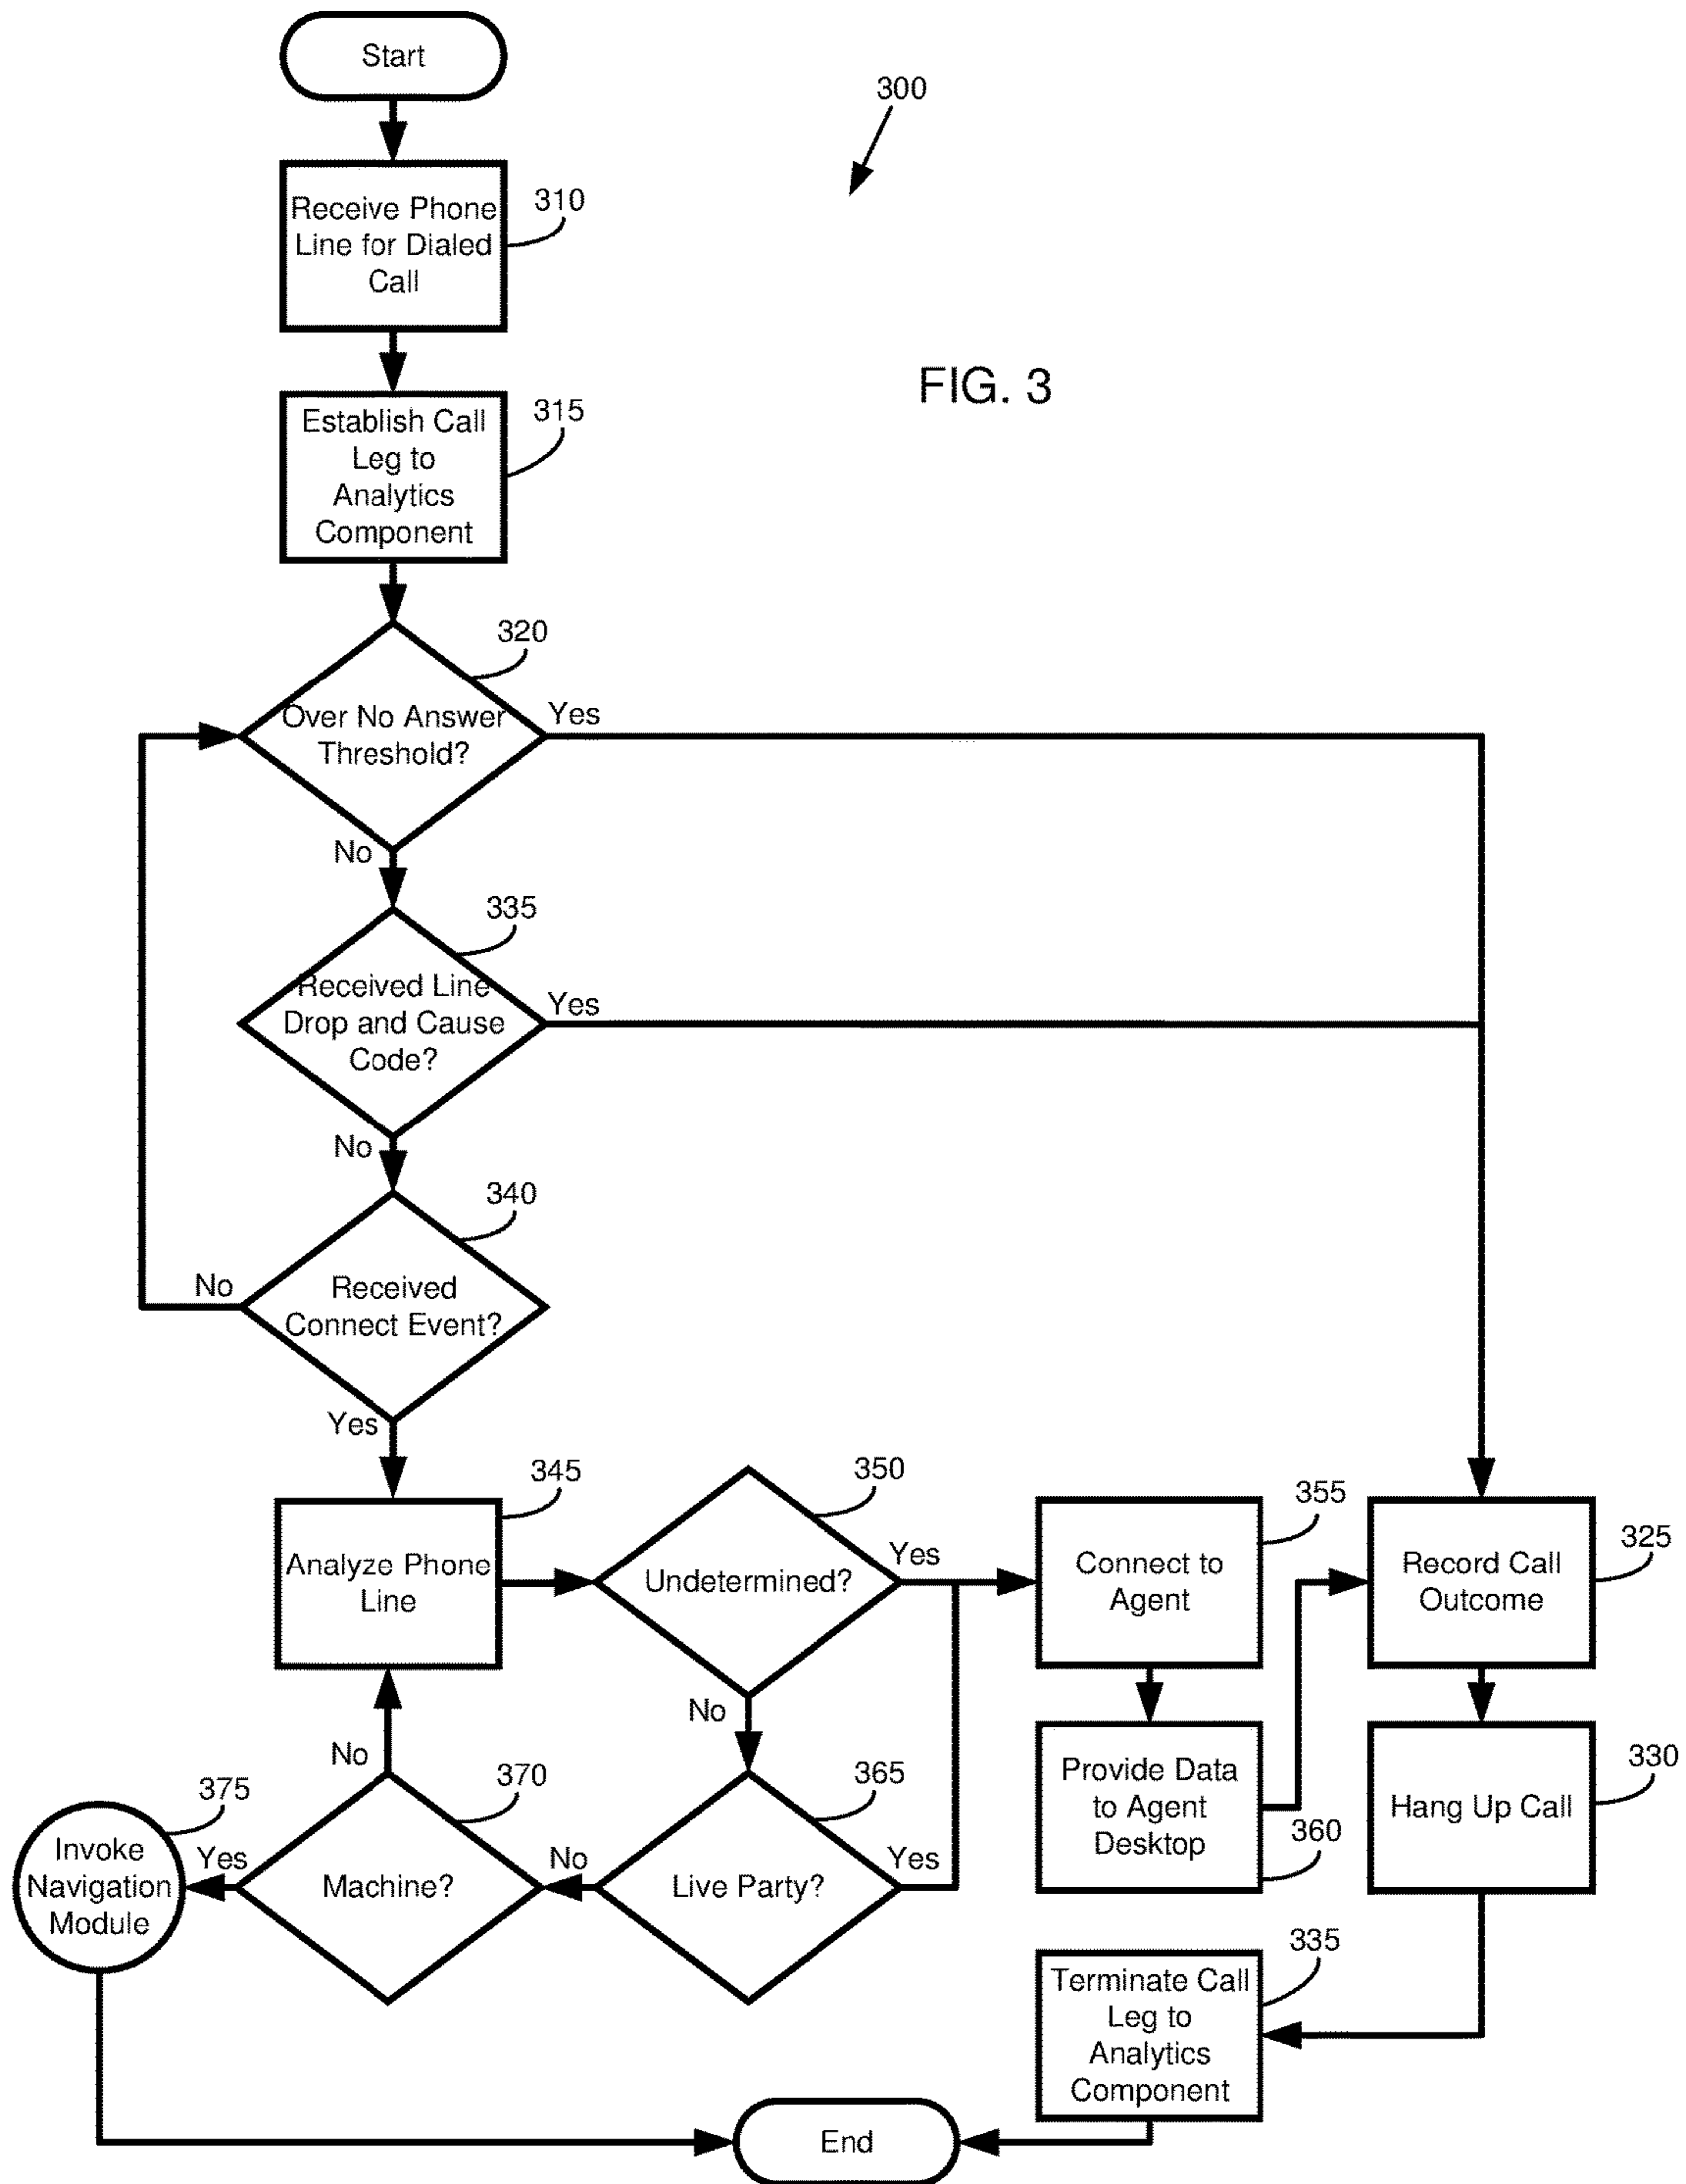 Start
300
Receive Phone
Line for Dialed
Call
310
FIG. 3
Establish Call
Leg to
Analytics
Component
315
320
Over No Answer
Threshold?
Yes
No
335
Received Line
Drop and Cause
Code?
Yes
No
340
Received
Connect Event?
No
Yes
345
Analyze Phone
Line
350
Undetermined?
Yes
No
355
Connect to
Agent
325
Record Call
Outcome
360
Provide Data
to Agent
Desktop
330
Hang Up Call
365
Live Party?
Yes
No
370
Machine?
No
Yes
375
Invoke
Navigation
Module
335
Terminate Call
Leg to
Analytics
Component
End